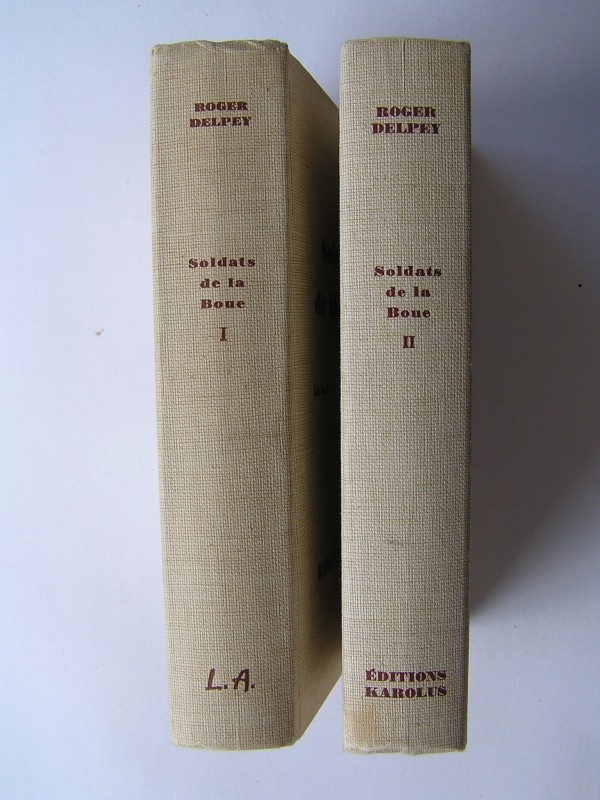 ROGER
DELPEY
Soldats
de la
Boue
I
L.A.
ROGER
DELPEY
Soldats
de la
Boue
II
ÉDITIONS
KAROLUS